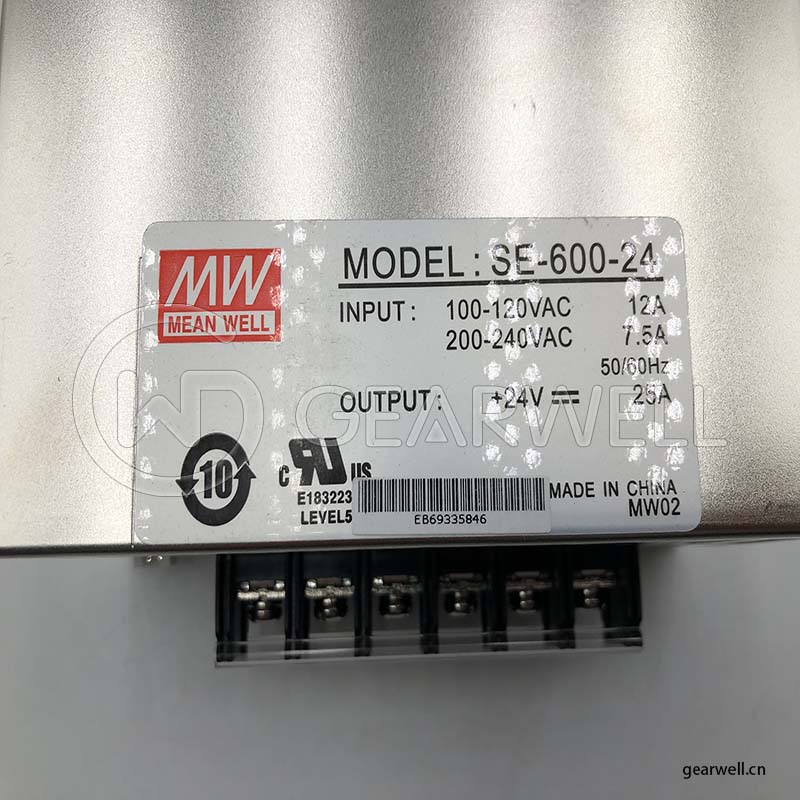 MW
MEAN WELL
MODEL : SE-600-24
INPUT : 100-120VAC 12A
200-240VAC 7.5A
50/60Hz
OUTPUT : +24V 25A
GEARWELL
10
c RU US
E183223
LEVEL5
EB69335846
MADE IN CHINA
MW02
gearwell.cn